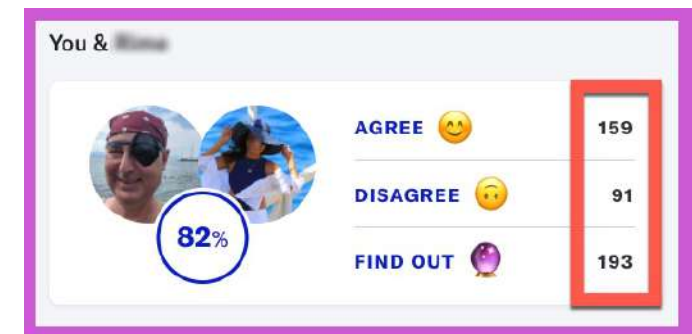 You &
AGREE 😊 159
DISAGREE 🙃 91
82%
FIND OUT 🔮 193